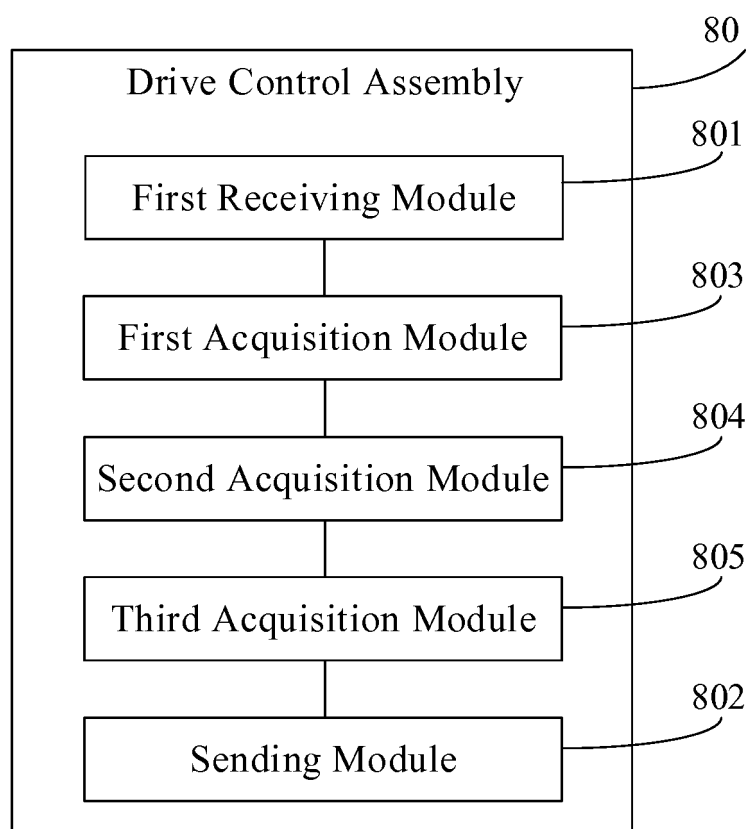 80
Drive Control Assembly
801
First Receiving Module
803
First Acquisition Module
804
Second Acquisition Module
805
Third Acquisition Module
802
Sending Module